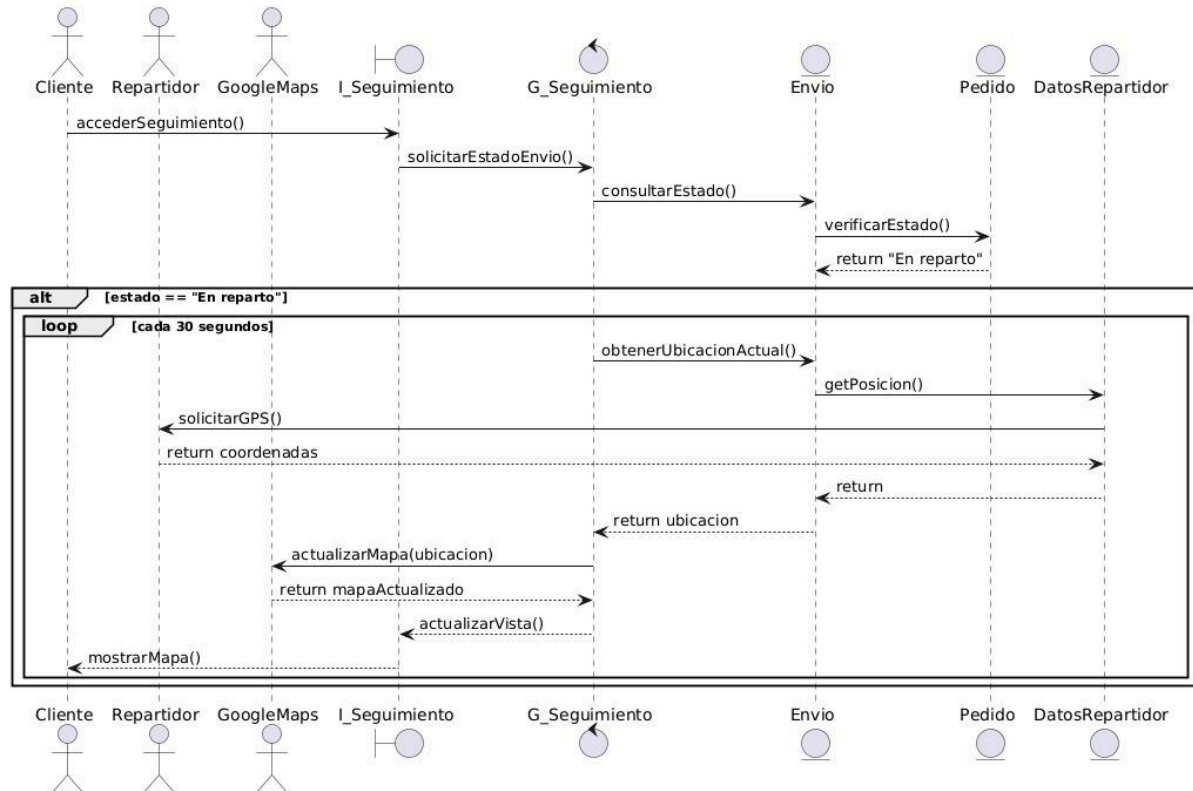 Cliente Repartidor GoogleMaps I_Seguimiento G_Seguimiento Envio Pedido DatosRepartidor
accederSeguimiento()
solicitarEstadoEnvio()
consultarEstado()
verificarEstado()
return "En reparto"
alt [estado == "En reparto"]
loop [cada 30 segundos]
obtenerUbicacionActual()
getPosicion()
solicitarGPS()
return coordenadas
return
return ubicacion
actualizarMapa(ubicacion)
return mapaActualizado
actualizarVista()
mostrarMapa()
Cliente Repartidor GoogleMaps I_Seguimiento G_Seguimiento Envio Pedido DatosRepartidor